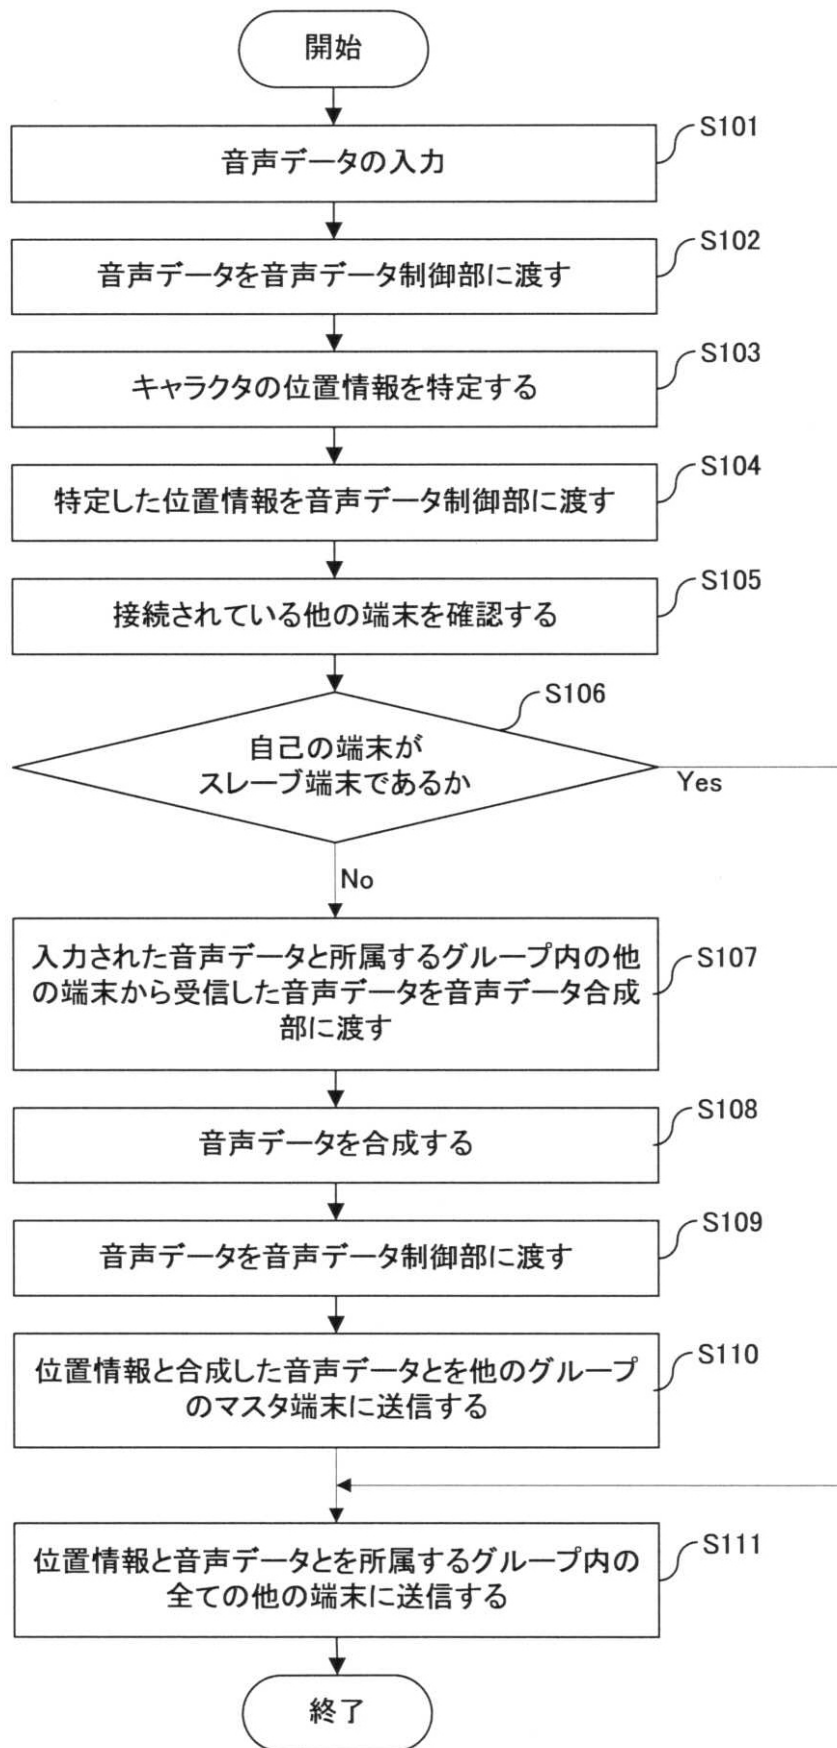 開始
音声データの入力
S101
音声データを音声データ制御部に渡す
S102
キャラクタの位置情報を特定する
S103
特定した位置情報を音声データ制御部に渡す
S104
接続されている他の端末を確認する
S105
自己の端末が
スレーブ端末であるか
S106
Yes
No
入力された音声データと所属するグループ内の他
の端末から受信した音声データを音声データ合成
部に渡す
S107
音声データを合成する
S108
音声データを音声データ制御部に渡す
S109
位置情報と合成した音声データとを他のグループ
のマスタ端末に送信する
S110
位置情報と音声データとを所属するグループ内の
全ての他の端末に送信する
S111
終了